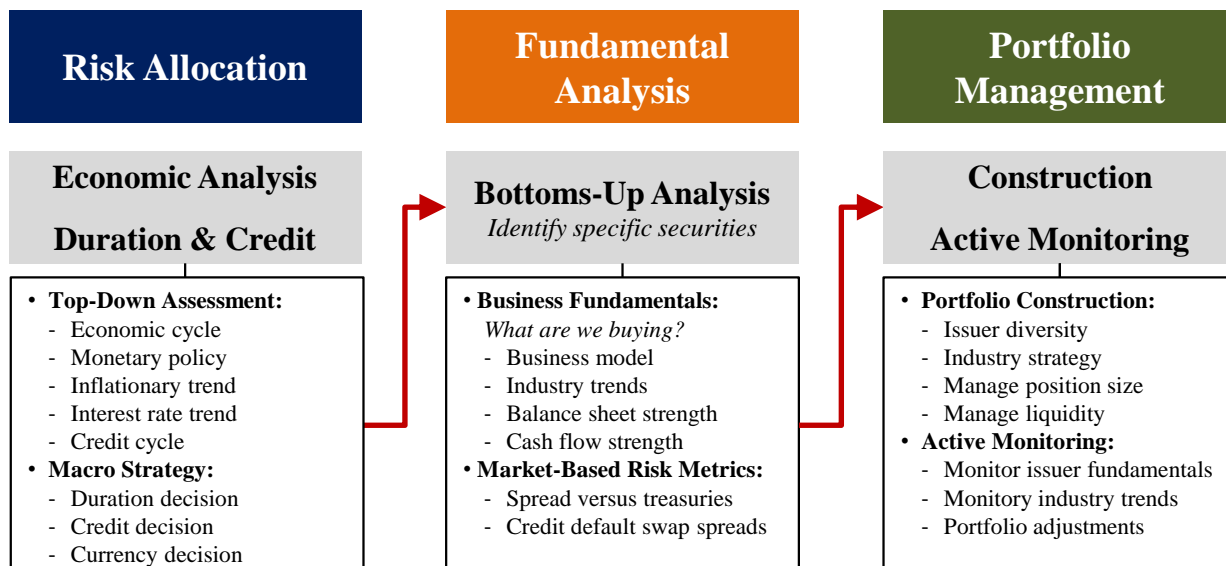 Risk Allocation
Economic Analysis
Duration & Credit
• Top-Down Assessment:
- Economic cycle
- Monetary policy
- Inflationary trend
- Interest rate trend
- Credit cycle
• Macro Strategy:
- Duration decision
- Credit decision
- Currency decision
Fundamental
Analysis
Bottoms-Up Analysis
Identify specific securities
• Business Fundamentals:
What are we buying?
- Business model
- Industry trends
- Balance sheet strength
- Cash flow strength
• Market-Based Risk Metrics:
- Spread versus treasuries
- Credit default swap spreads
Portfolio
Management
Construction
Active Monitoring
• Portfolio Construction:
- Issuer diversity
- Industry strategy
- Manage position size
- Manage liquidity
• Active Monitoring:
- Monitor issuer fundamentals
- Monitory industry trends
- Portfolio adjustments